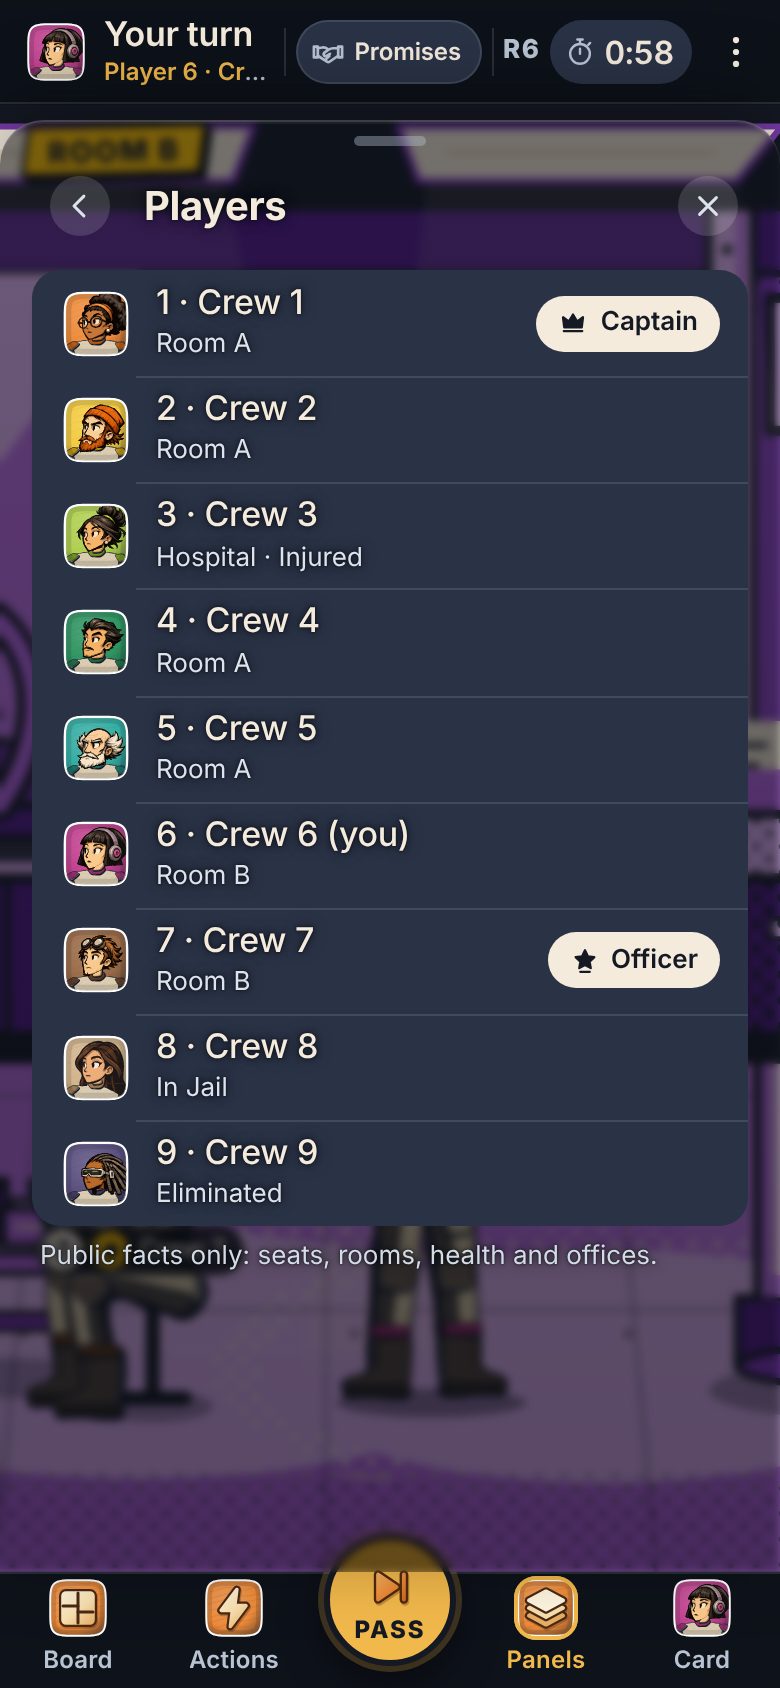 Your turn
Player 6 · Cr...
Promises
R6
0:58
ROOM B
Players
1 · Crew 1
Room A
Captain
2 · Crew 2
Room A
3 · Crew 3
Hospital · Injured
4 · Crew 4
Room A
5 · Crew 5
Room A
6 · Crew 6 (you)
Room B
7 · Crew 7
Room B
Officer
8 · Crew 8
In Jail
9 · Crew 9
Eliminated
Public facts only: seats, rooms, health and offices.
Board
Actions
PASS
Panels
Card